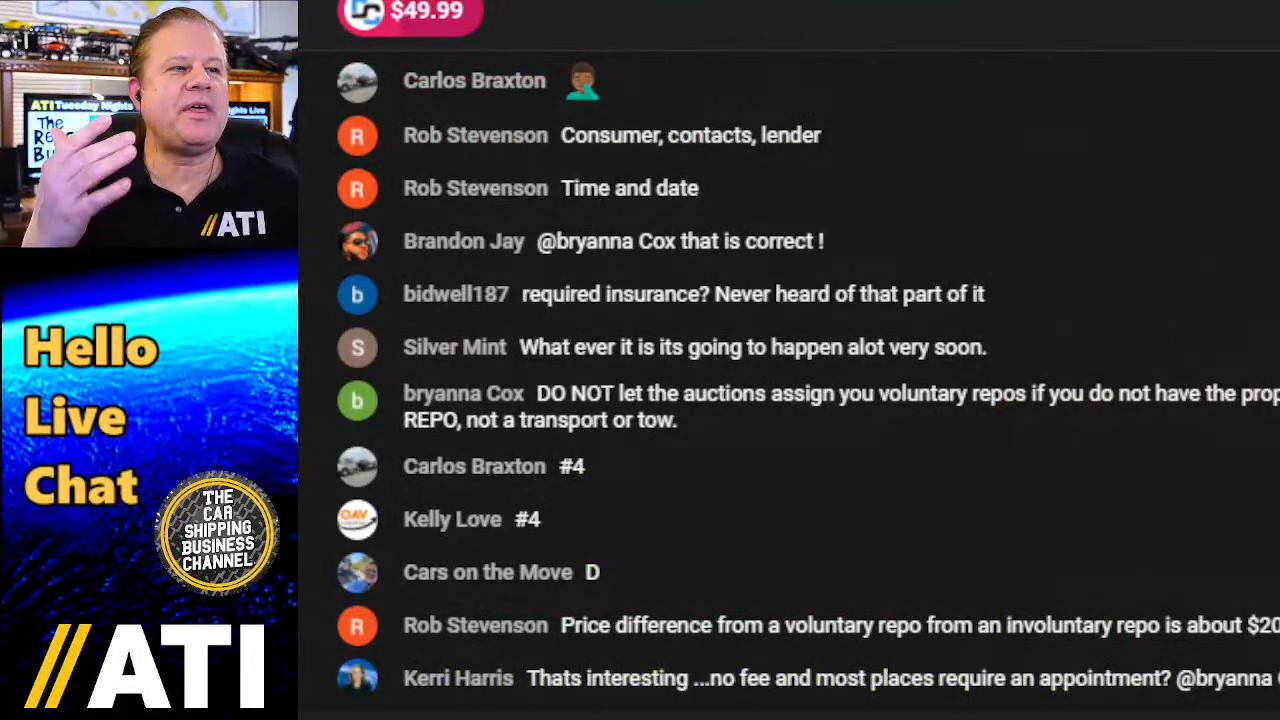 $49.99
Carlos Braxton
R Rob Stevenson Consumer, contacts, lender
R Rob Stevenson Time and date
Brandon Jay @bryanna Cox that is correct !
b bidwell187 required insurance? Never heard of that part of it
S Silver Mint What ever it is its going to happen alot very soon.
b bryanna Cox DO NOT let the auctions assign you voluntary repos if you do not have the
REPO, not a transport or tow.
Carlos Braxton #4
OAV Kelly Love #4
Cars on the Move D
R Rob Stevenson Price difference from a voluntary repo from an involuntary repo is about
Kerri Harris Thats interesting ...no fee and most places require an appointment? @bryanna
ATI Tuesday Nights
The
//ATI
Hello
Live
Chat
THE
CAR
SHIPPING
BUSINESS
CHANNEL
//ATI